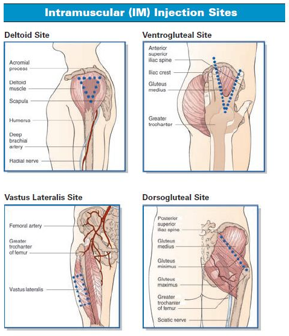 Intramuscular (IM) Injection Sites
Deltoid Site
Acromial
process
Deltoid
muscle
Scapula
Humerus
Deep
brachial
artery
Radial nerve
Ventrogluteal Site
Anterior
superior
iliac spine
Iliac crest
Gluteus
medius
Greater
trochanter
Vastus Lateralis Site
Femoral artery
Greater
trochanter
of femur
Vastus lateralis
Dorsogluteal Site
Posterior
superior
iliac spine
Gluteus
medius
Gluteus
minimus
Gluteus
maximus
Greater
trochanter
of femur
Sciatic nerve